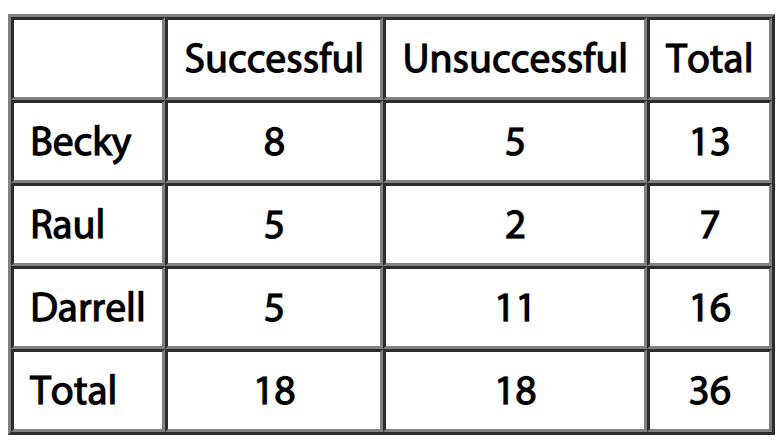 Successful Unsuccessful Total
Becky 8 5 13
Raul 5 2 7
Darrell 5 11 16
Total 18 18 36